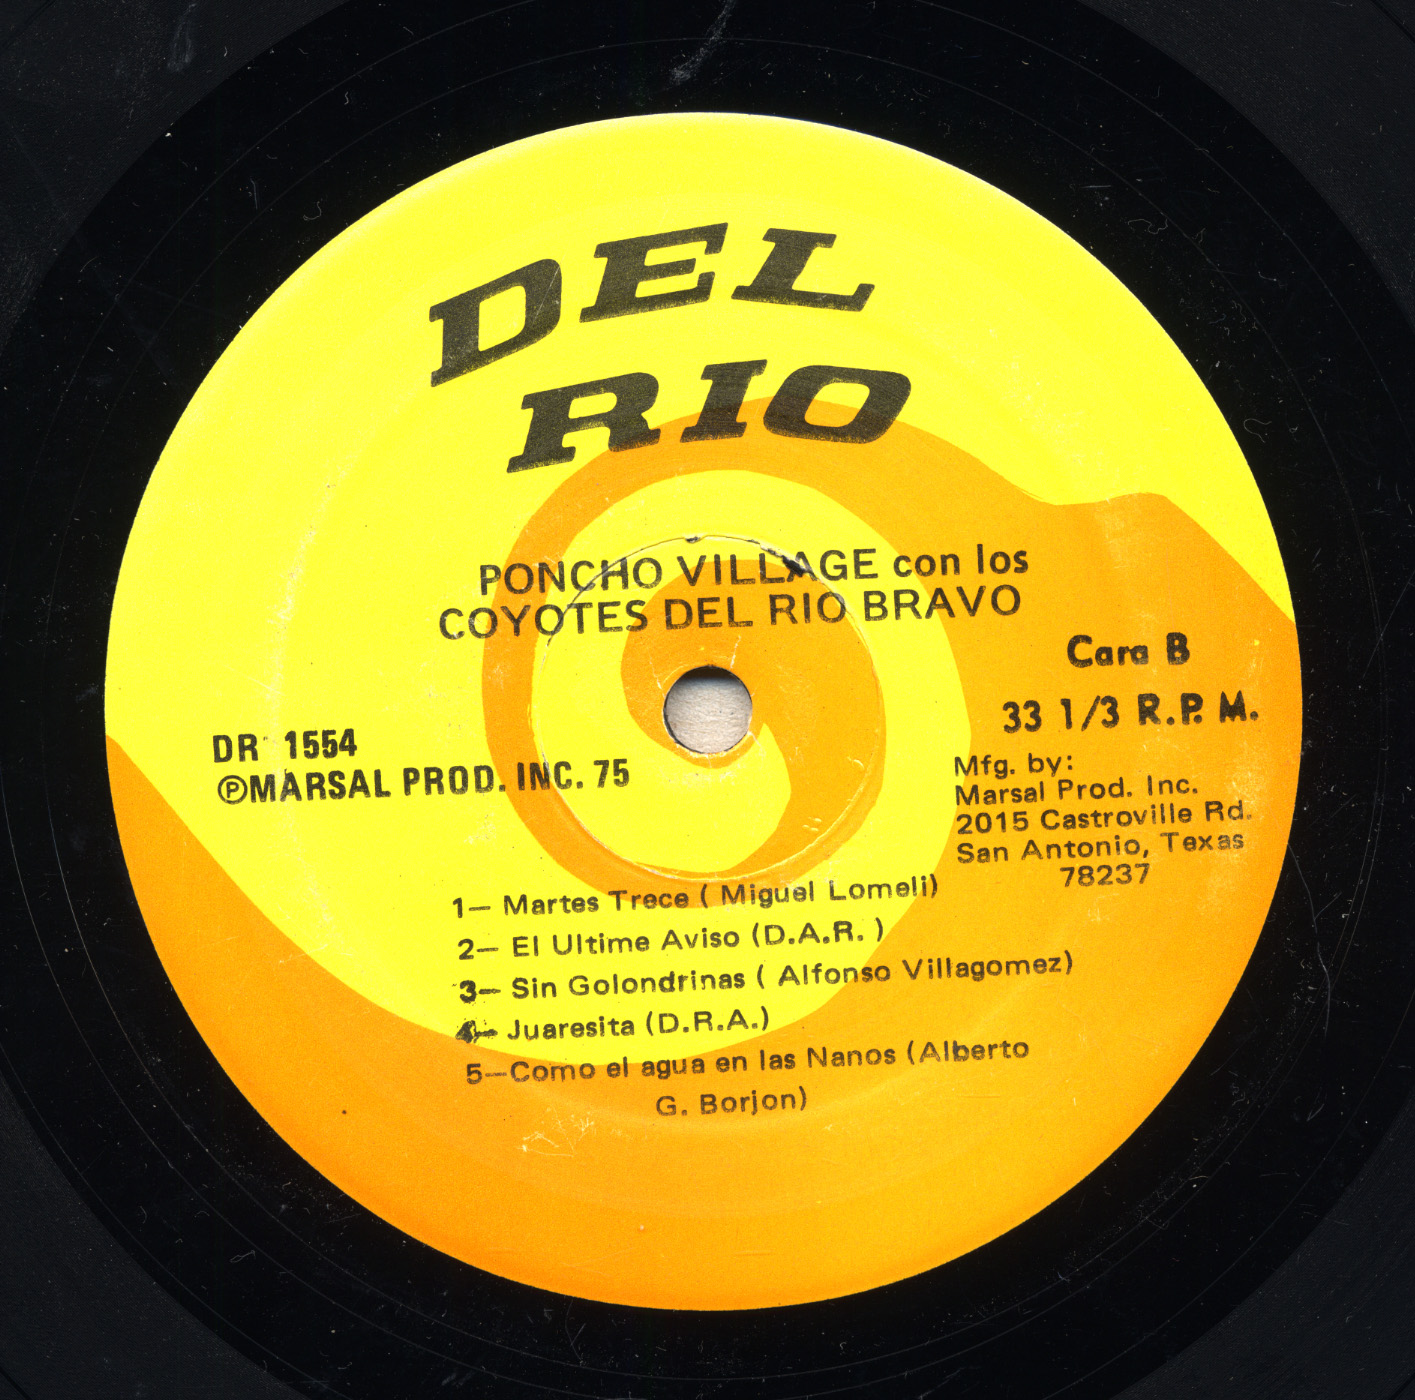 DEL
RIO
PONCHO VILLAGE con los
COYOTES DEL RIO BRAVO
Cara B
33 1/3 R.P.M.
DR 1554
ⓅMARSAL PROD. INC. 75
Mfg. by:
Marsal Prod. Inc.
2015 Castroville Rd.
San Antonio, Texas
78237
1— Martes Trece ( Miguel Lomeli)
2— El Ultime Aviso (D.A.R. )
3— Sin Golondrinas ( Alfonso Villagomez)
4— Juaresita (D.R.A.)
5—Como el agua en las Nanos (Alberto
G. Borjon)